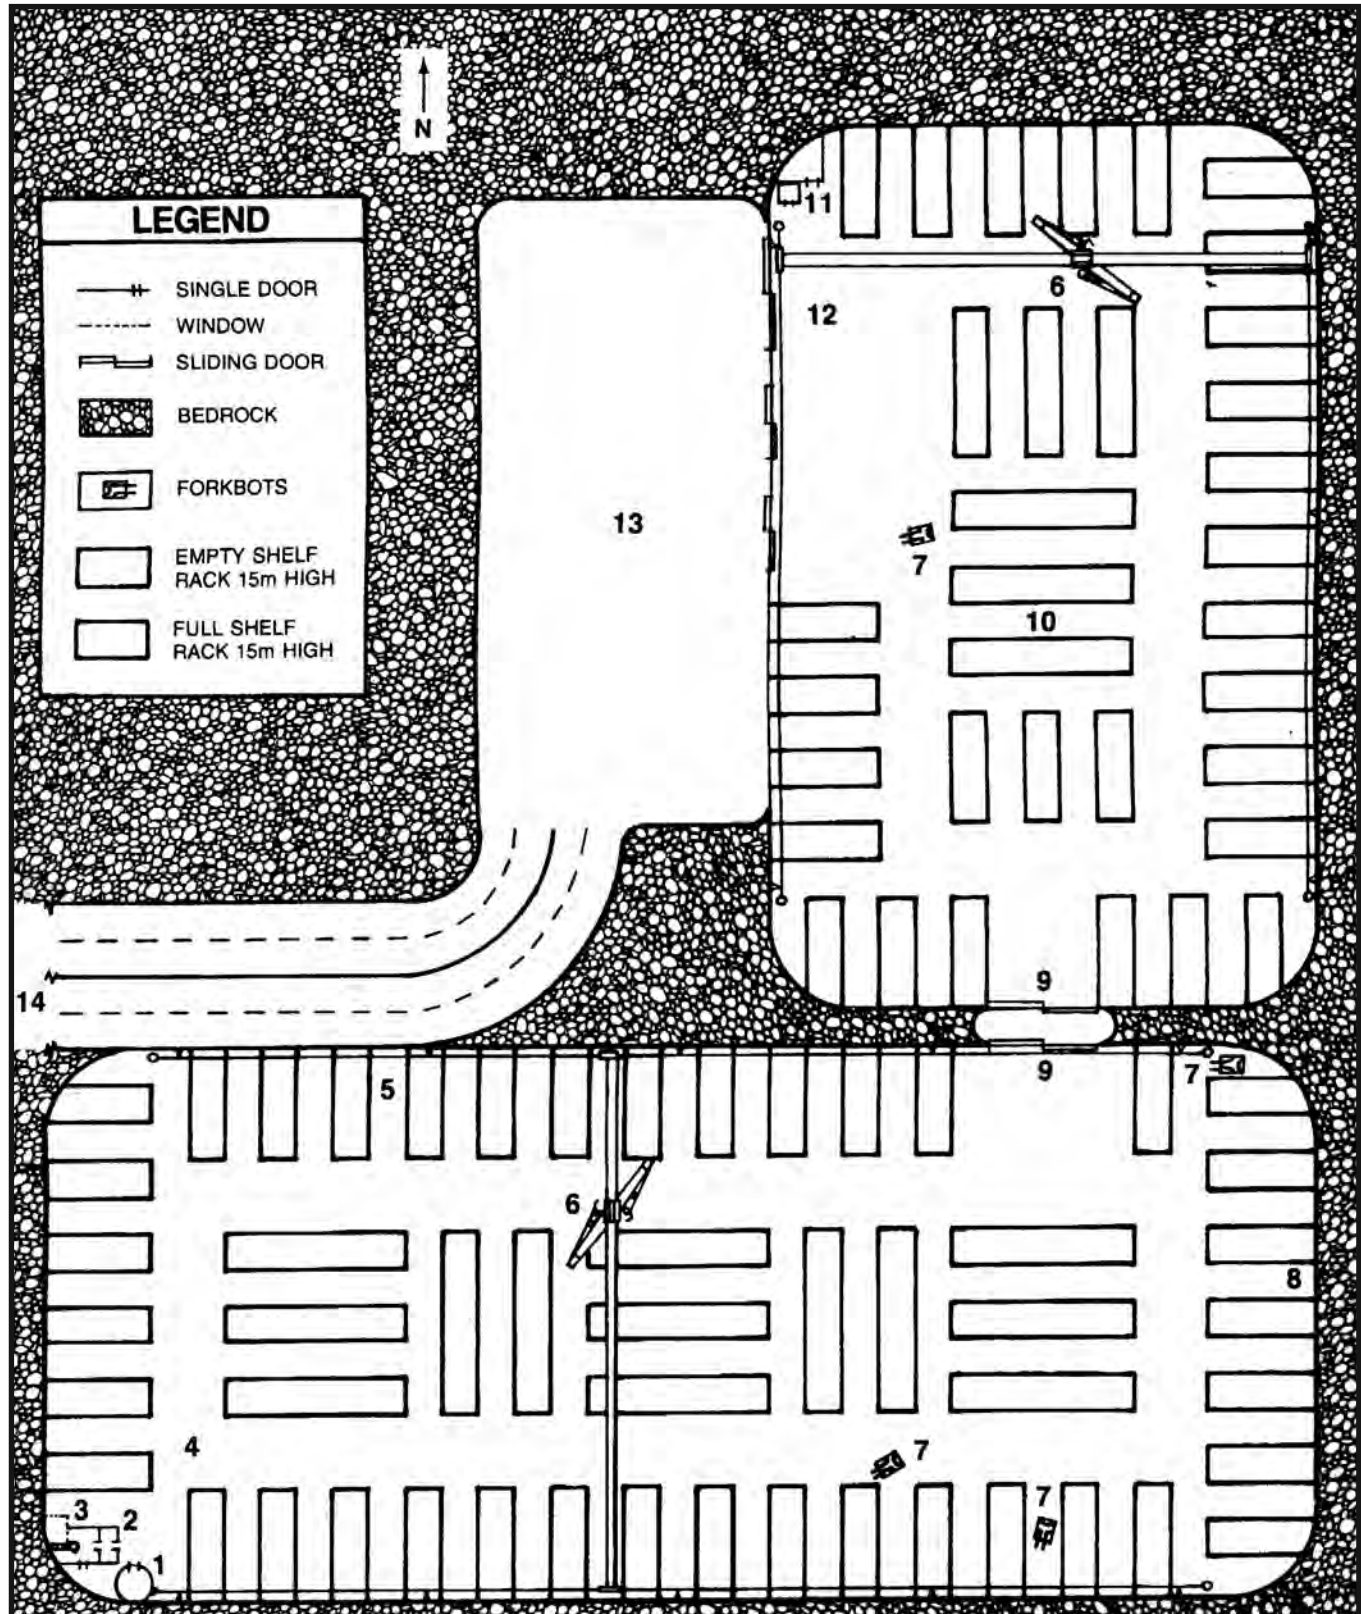 N
LEGEND
SINGLE DOOR
WINDOW
SLIDING DOOR
BEDROCK
FORKBOTS
EMPTY SHELF
RACK 15m HIGH
FULL SHELF
RACK 15m HIGH
11
6
12
13
7
10
9
14
9
7
5
6
8
4
7
7
3
2
1